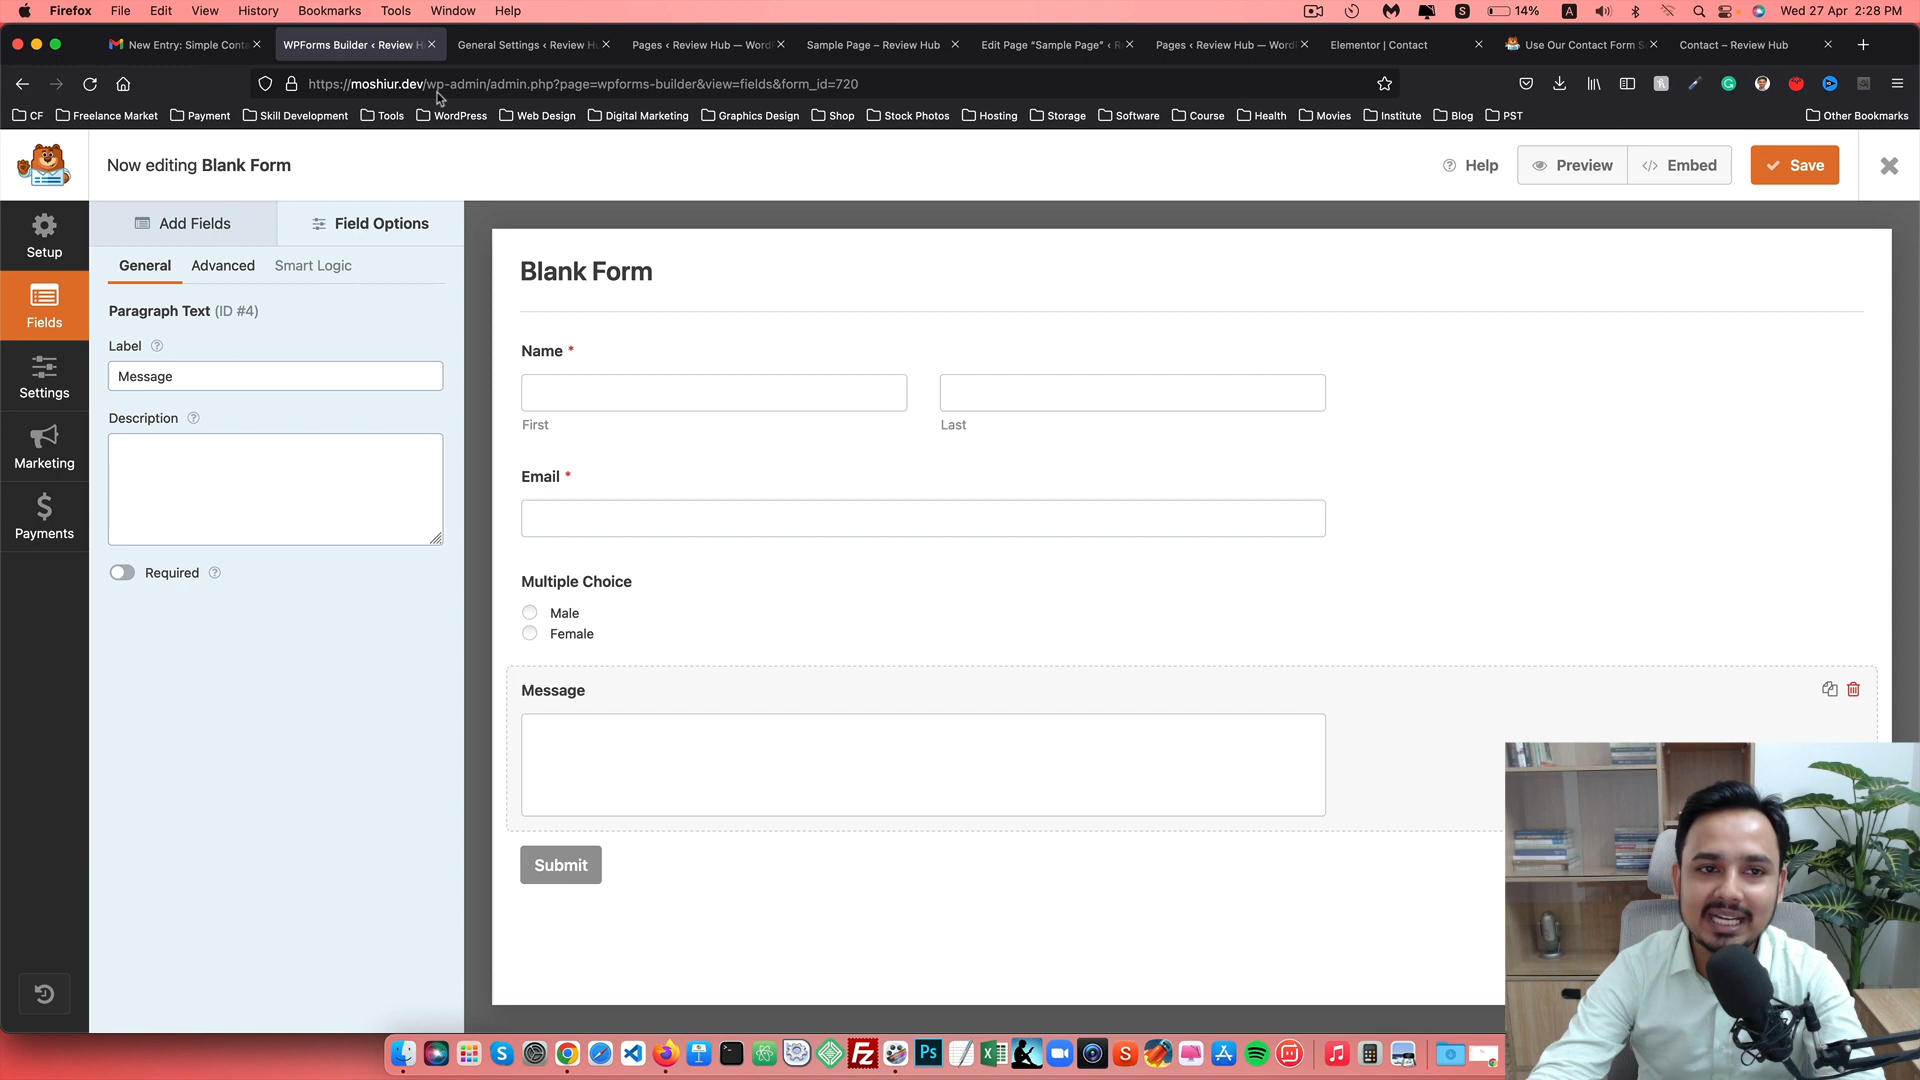 Firefox File Edit View History Bookmarks Tools Window Help
14% Wed 27 Apr 2:28 PM
New Entry: Simple Conta
WPForms Builder ‹ Review H
General Settings ‹ Review Hu
Pages ‹ Review Hub — Word
Sample Page – Review Hub
Edit Page “Sample Page” ‹ R
Pages ‹ Review Hub — Word
Elementor | Contact
Use Our Contact Form S
Contact – Review Hub
https://moshiur.dev/wp-admin/admin.php?page=wpforms-builder&view=fields&form_id=720
CF Freelance Market Payment Skill Development Tools WordPress Web Design Digital Marketing Graphics Design Shop Stock Photos Hosting Storage Software Course Health Movies Institute Blog PST Other Bookmarks
Now editing Blank Form
Help
Preview
Embed
Save
Setup
Fields
Settings
Marketing
Payments
Add Fields
Field Options
General Advanced Smart Logic
Paragraph Text (ID #4)
Label
Message
Description
Required
Blank Form
Name *
First
Last
Email *
Multiple Choice
Male
Female
Message
Submit